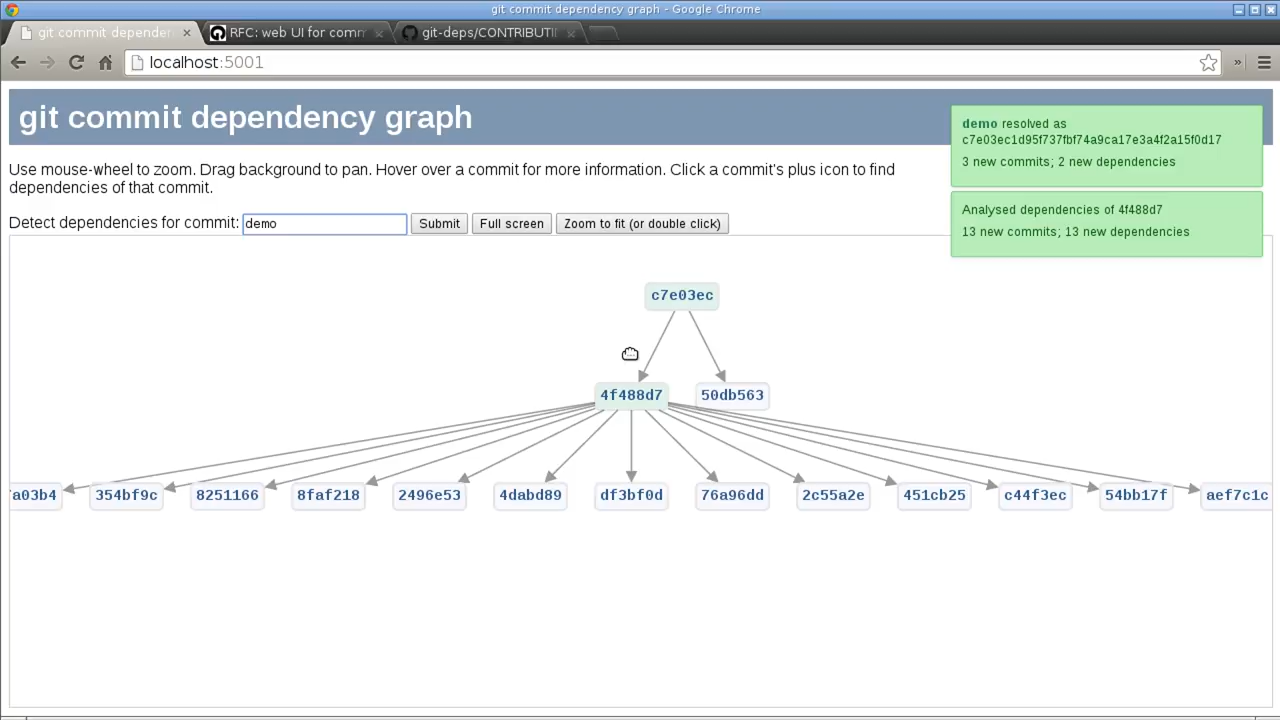 git commit dependency graph - Google Chrome
git commit depender
RFC: web UI for comm
git-deps/CONTRIBUTI
localhost:5001
git commit dependency graph
demo resolved as
c7e03ec1d95f737fbf74a9ca17e3a4f2a15f0d17
3 new commits; 2 new dependencies
Use mouse-wheel to zoom. Drag background to pan. Hover over a commit for more information. Click a commit's plus icon to find
dependencies of that commit.
Analysed dependencies of 4f488d7
13 new commits; 13 new dependencies
Detect dependencies for commit: demo Submit Full screen Zoom to fit (or double click)
c7e03ec
4f488d7 50db563
a03b4 354bf9c 8251166 8faf218 2496e53 4dabd89 df3bf0d 76a96dd 2c55a2e 451cb25 c44f3ec 54bb17f aef7c1c